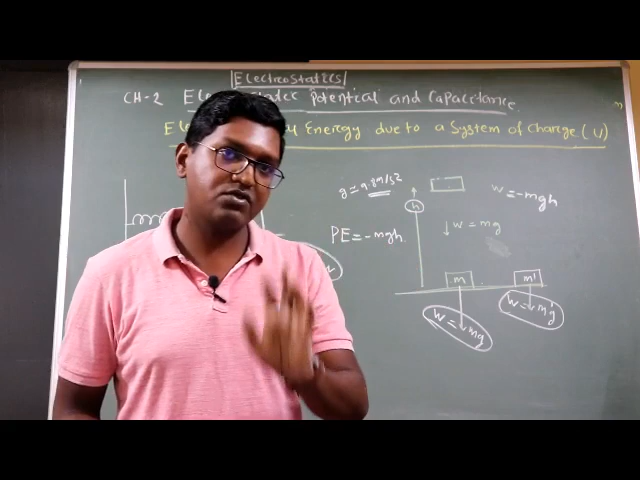 Electrostatics
CH-2 Potential and Capacitance
Energy due to a System of Charge (U)
g = 9.8 m/s²
h
W = -mgh
↓ W = mg
PE = -mgh
m
m'
W = mg
W = m'g